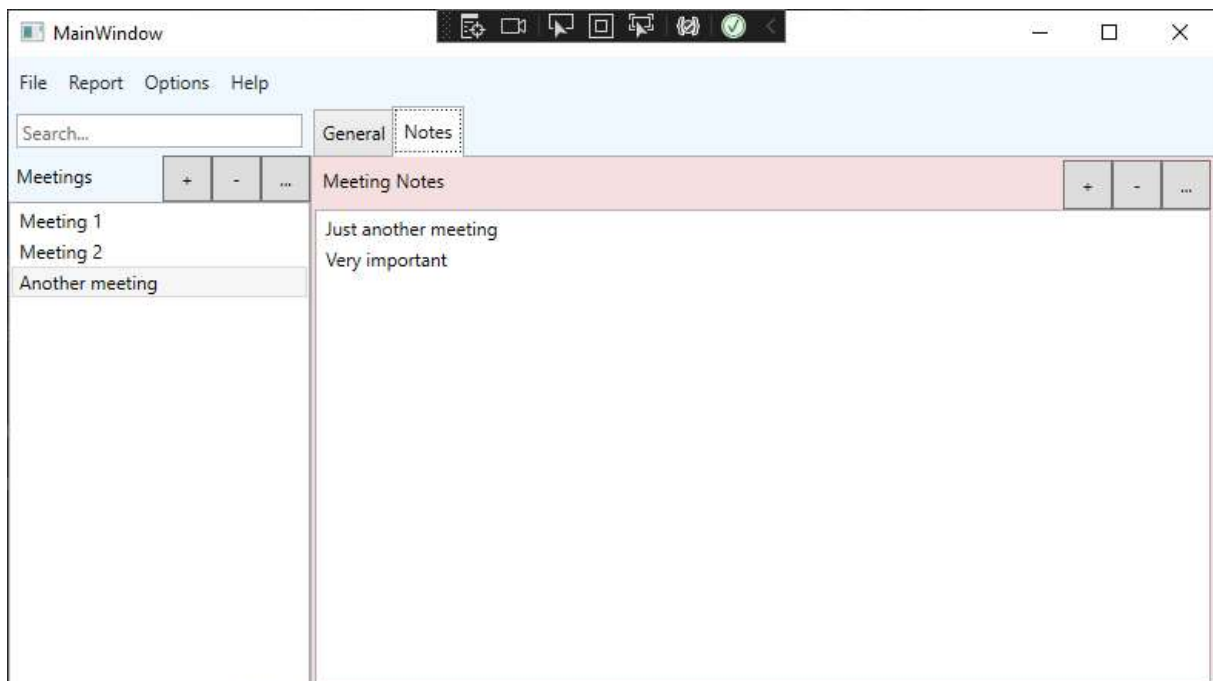 MainWindow
File Report Options Help
Search...
General Notes
Meetings + - ...
Meeting Notes + - ...
Meeting 1
Meeting 2
Another meeting
Just another meeting
Very important